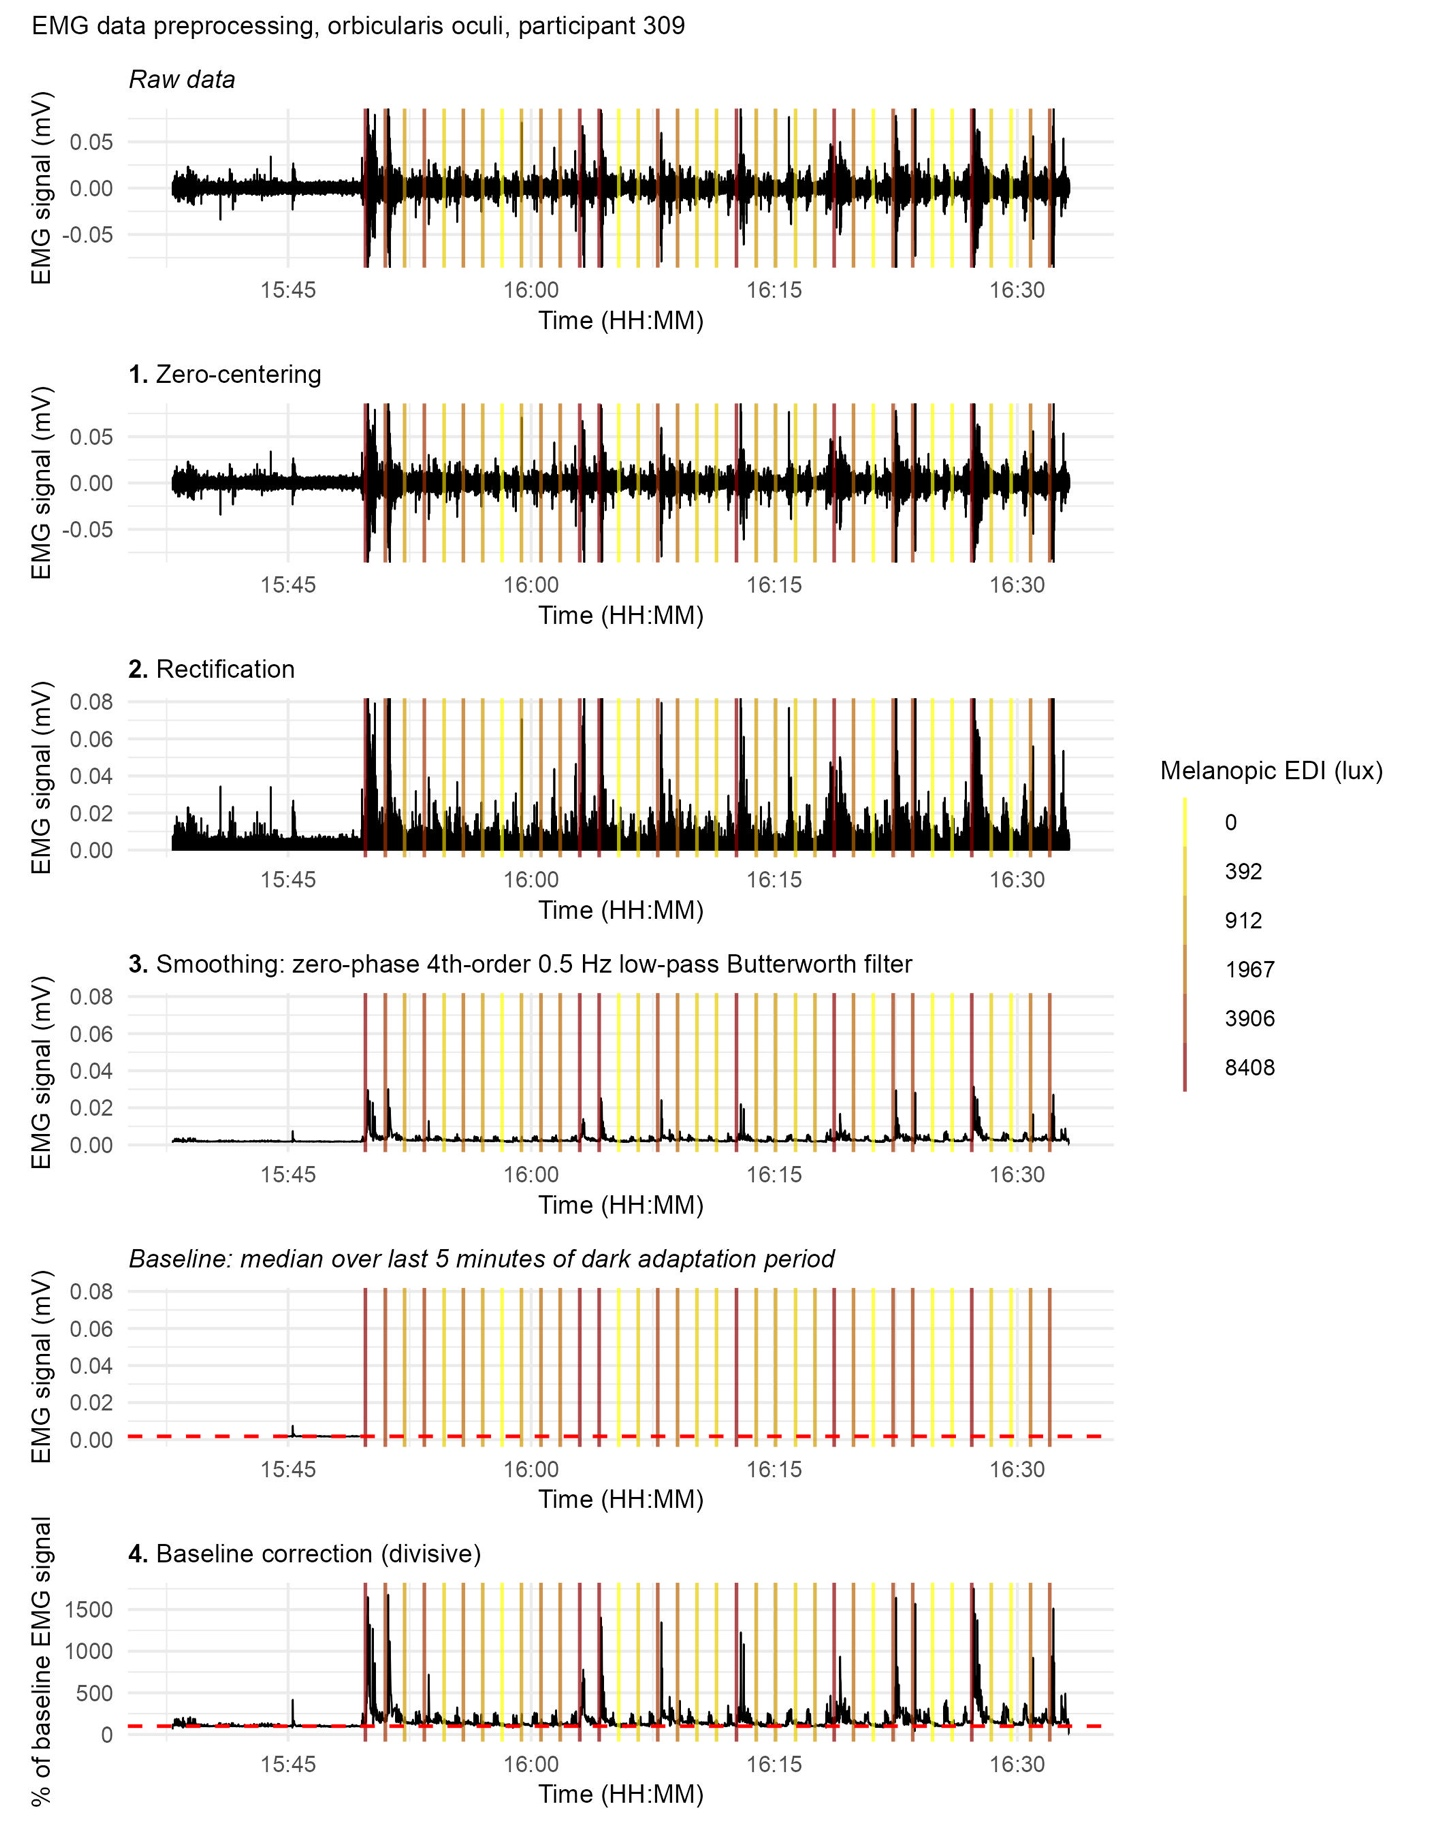 EMG data preprocessing, orbicularis oculi, participant 309
Raw data
EMG signal (mV)
0.05
0.00
-0.05
15:45 16:00 16:15 16:30
Time (HH:MM)
1. Zero-centering
EMG signal (mV)
0.05
0.00
-0.05
15:45 16:00 16:15 16:30
Time (HH:MM)
2. Rectification
EMG signal (mV)
0.08
0.06
0.04
0.02
0.00
15:45 16:00 16:15 16:30
Time (HH:MM)
Melanopic EDI (lux)
0
392
912
1967
3906
8408
3. Smoothing: zero-phase 4th-order 0.5 Hz low-pass Butterworth filter
EMG signal (mV)
0.08
0.06
0.04
0.02
0.00
15:45 16:00 16:15 16:30
Time (HH:MM)
Baseline: median over last 5 minutes of dark adaptation period
EMG signal (mV)
0.08
0.06
0.04
0.02
0.00
15:45 16:00 16:15 16:30
Time (HH:MM)
4. Baseline correction (divisive)
% of baseline EMG signal
1500
1000
500
0
15:45 16:00 16:15 16:30
Time (HH:MM)